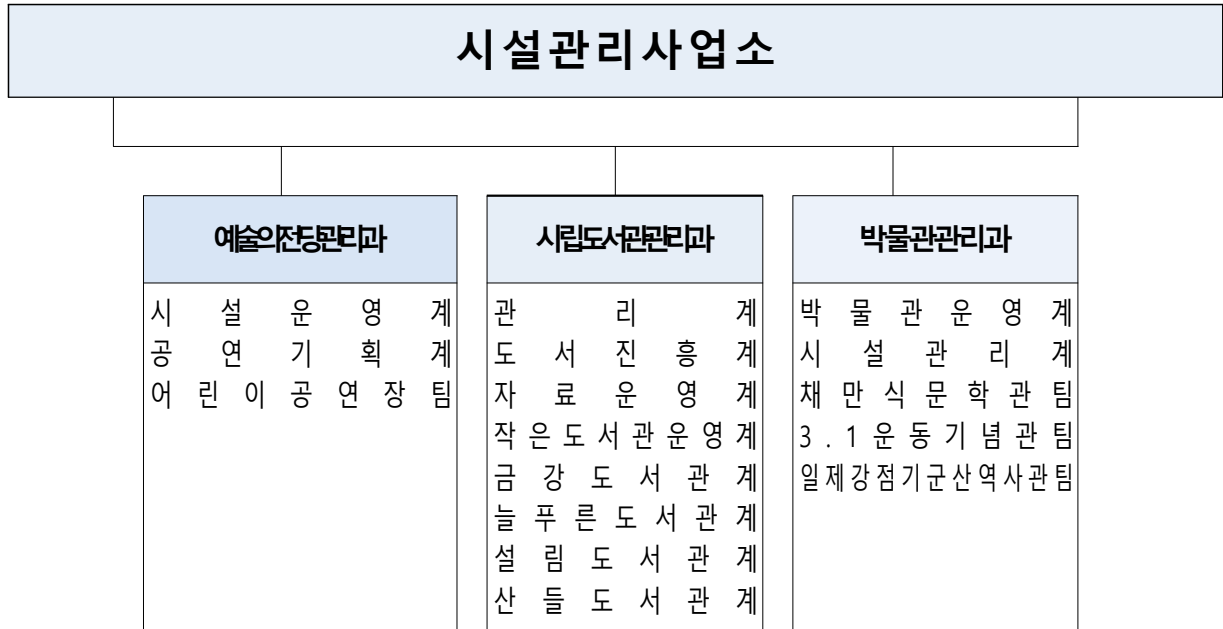 시설관리사업소
예술의전당관리과
시설운영계
공연기획계
어린이공연장팀
시립도서관관리과
관리계
도서진흥계
자료운영계
작은도서관운영계
금강도서관계
늘푸른도서관계
설림도서관계
산들도서관계
박물관관리과
박물관운영계
시설관리계
채만식문학관팀
3.1운동기념관팀
일제강점기군산역사관팀